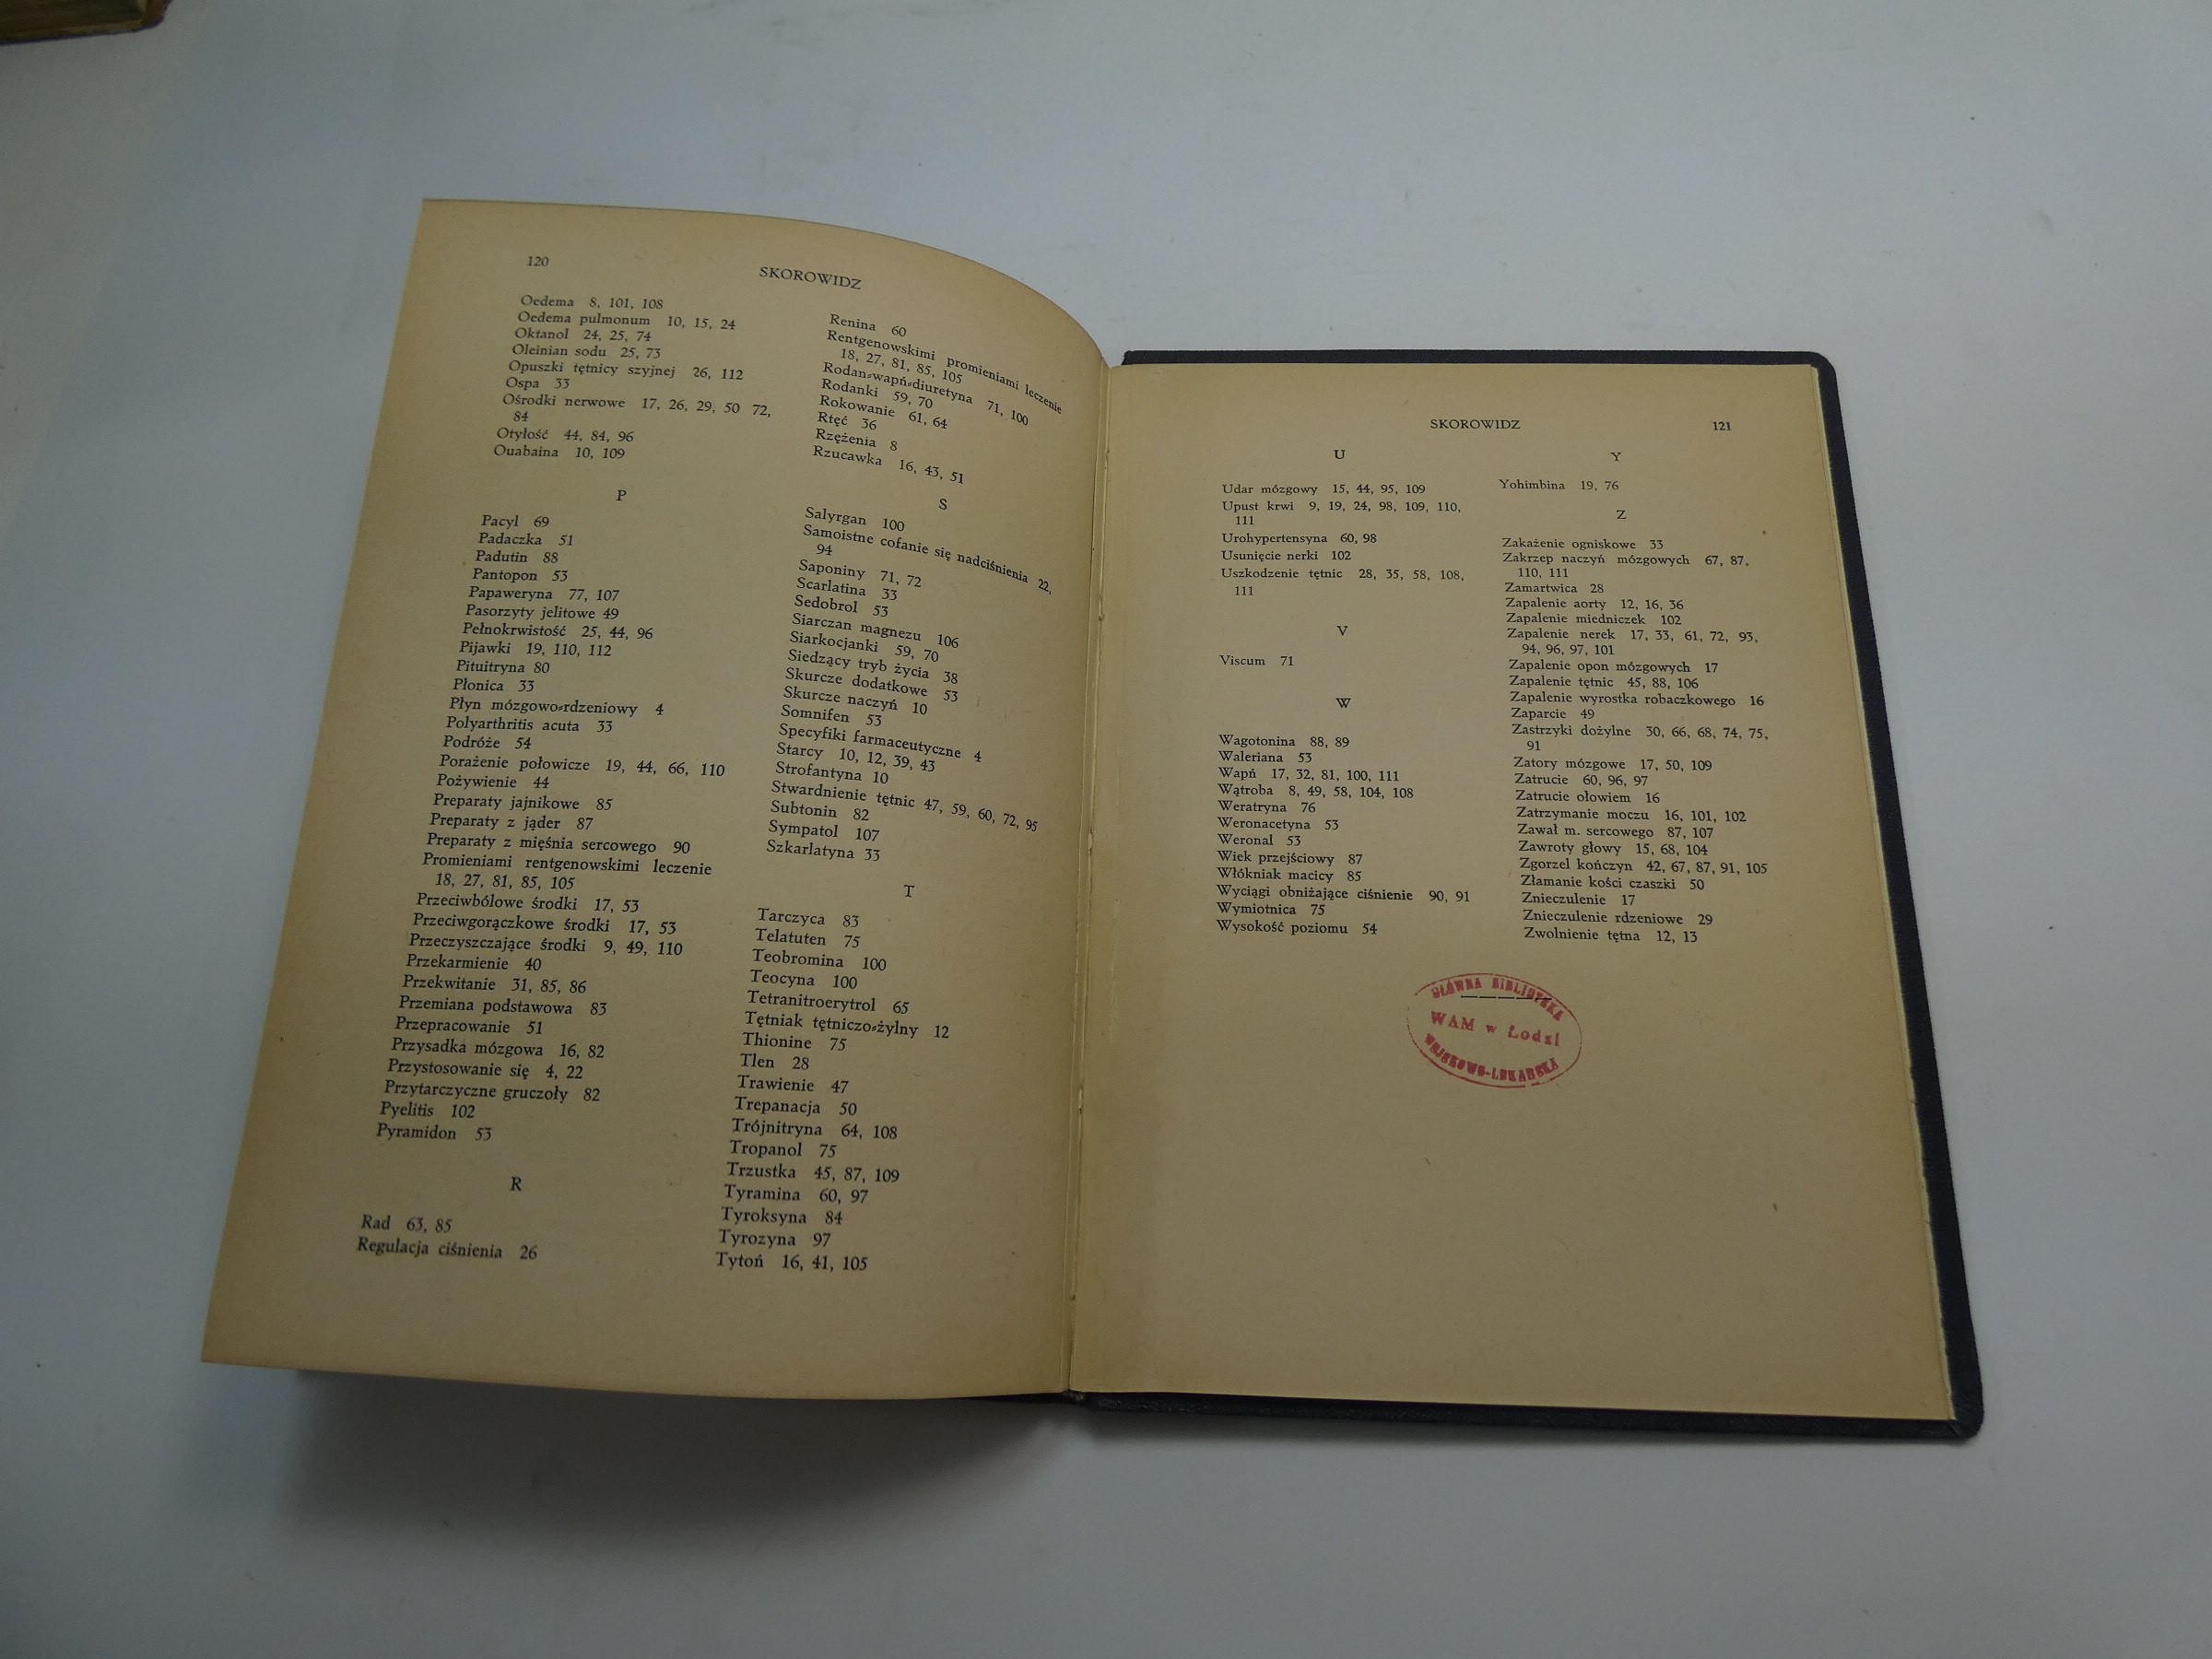 120
SKOROWIDZ
Oedema 8, 101, 108
Oedema pulmonum 10, 15, 24
Oktanol 24, 25, 74
Oleinian sodu 25, 73
Opuszki tętnicy szyjnej 26, 112
Ospa 33
Ośrodki nerwowe 17, 26, 29, 50 72,
84
Otyłość 44, 84, 96
Ouabaina 10, 109
P
Pacyl 69
Padaczka 51
Padutin 88
Pantopon 53
Papaweryna 77, 107
Pasorzyty jelitowe 49
Pełnokrwistość 25, 44, 96
Pijawki 19, 110, 112
Pituitryna 80
Płonica 33
Płyn mózgowo-rdzeniowy 4
Polyarthritis acuta 33
Podróże 54
Porażenie połowicze 19, 44, 66, 110
Pożywienie 44
Preparaty jajnikowe 85
Preparaty z jąder 87
Preparaty z mięśnia sercowego 90
Promieniami rentgenowskimi leczenie
18, 27, 81, 85, 105
Przeciwbólowe środki 17, 53
Przeciwgorączkowe środki 17, 53
Przeczyszczające środki 9, 49, 110
Przekarmienie 40
Przekwitanie 31, 85, 86
Przemiana podstawowa 83
Przepracowanie 51
Przysadka mózgowa 16, 82
Przystosowanie się 4, 22
Przytarczyczne gruczoły 82
Pyelitis 102
Pyramidon 53
R
Rad 63, 85
Regulacja ciśnienia 26
Renina 60
Rentgenowskimi promieniami leczenie
18, 27, 81, 85, 105
Rodan-wapń-diuretyna 71, 100
Rodanki 59, 70
Rokowanie 61, 64
Rtęć 36
Rzężenia 8
Rzucawka 16, 43, 51
S
Salyrgan 100
Samoistne cofanie się nadciśnienia 22,
94
Saponiny 71, 72
Scarlatina 33
Sedobrol 53
Siarczan magnezu 106
Siarkocjanki 59, 70
Siedzący tryb życia 38
Skurcze dodatkowe 53
Skurcze naczyń 10
Somnifen 53
Specyfiki farmaceutyczne 4
Starcy 10, 12, 39, 43
Strofantyna 10
Stwardnienie tętnic 47, 59, 60, 72, 95
Subtonin 82
Sympatol 107
Szkarlatyna 33
T
Tarczyca 83
Telatuten 75
Teobromina 100
Teocyna 100
Tetranitroerytrol 65
Tętniak tętniczo-żylny 12
Thionine 75
Tlen 28
Trawienie 47
Trepanacja 50
Trójnitryna 64, 108
Tropanol 75
Trzustka 45, 87, 109
Tyramina 60, 97
Tyroksyna 84
Tyrozyna 97
Tytoń 16, 41, 105
SKOROWIDZ
121
U
Udar mózgowy 15, 44, 95, 109
Upust krwi 9, 19, 24, 98, 109, 110,
111
Urohypertensyna 60, 98
Usunięcie nerki 102
Uszkodzenie tętnic 28, 35, 58, 108,
111
V
Viscum 71
W
Wagotonina 88, 89
Waleriana 53
Wapń 17, 32, 81, 100, 111
Wątroba 8, 49, 58, 104, 108
Weratryna 76
Weronacetyna 53
Weronal 53
Wiek przejściowy 87
Włókniak macicy 85
Wyciągi obniżające ciśnienie 90, 91
Wymiotnica 75
Wysokość poziomu 54
Y
Yohimbina 19, 76
Z
Zakażenie ogniskowe 33
Zakrzep naczyń mózgowych 67, 87,
110, 111
Zamartwica 28
Zapalenie aorty 12, 16, 36
Zapalenie miedniczek 102
Zapalenie nerek 17, 33, 61, 72, 93,
94, 96, 97, 101
Zapalenie opon mózgowych 17
Zapalenie tętnic 45, 88, 106
Zapalenie wyrostka robaczkowego 16
Zaparcie 49
Zastrzyki dożylne 30, 66, 68, 74, 75,
91
Zatory mózgowe 17, 50, 109
Zatrucie 60, 96, 97
Zatrucie ołowiem 16
Zatrzymanie moczu 16, 101, 102
Zawał m. sercowego 87, 107
Zawroty głowy 15, 68, 104
Zgorzel kończyn 42, 67, 87, 91, 105
Złamanie kości czaszki 50
Znieczulenie 17
Znieczulenie rdzeniowe 29
Zwolnienie tętna 12, 13
GŁÓWNA BIBLIOTEKA
WAM w Łodzi
WOJSKOWO-LEKARSKA